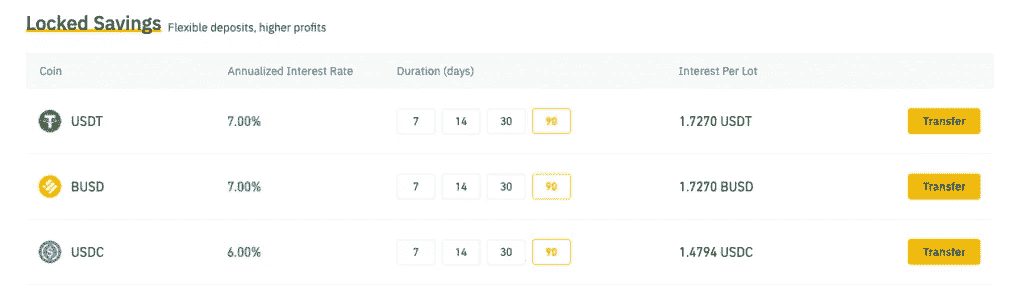 Locked Savings Flexible deposits, higher profits
Coin Annualized Interest Rate Duration (days) Interest Per Lot
USDT 7.00% 7 14 30 90 1.7270 USDT Transfer
BUSD 7.00% 7 14 30 90 1.7270 BUSD Transfer
USDC 6.00% 7 14 30 90 1.4794 USDC Transfer